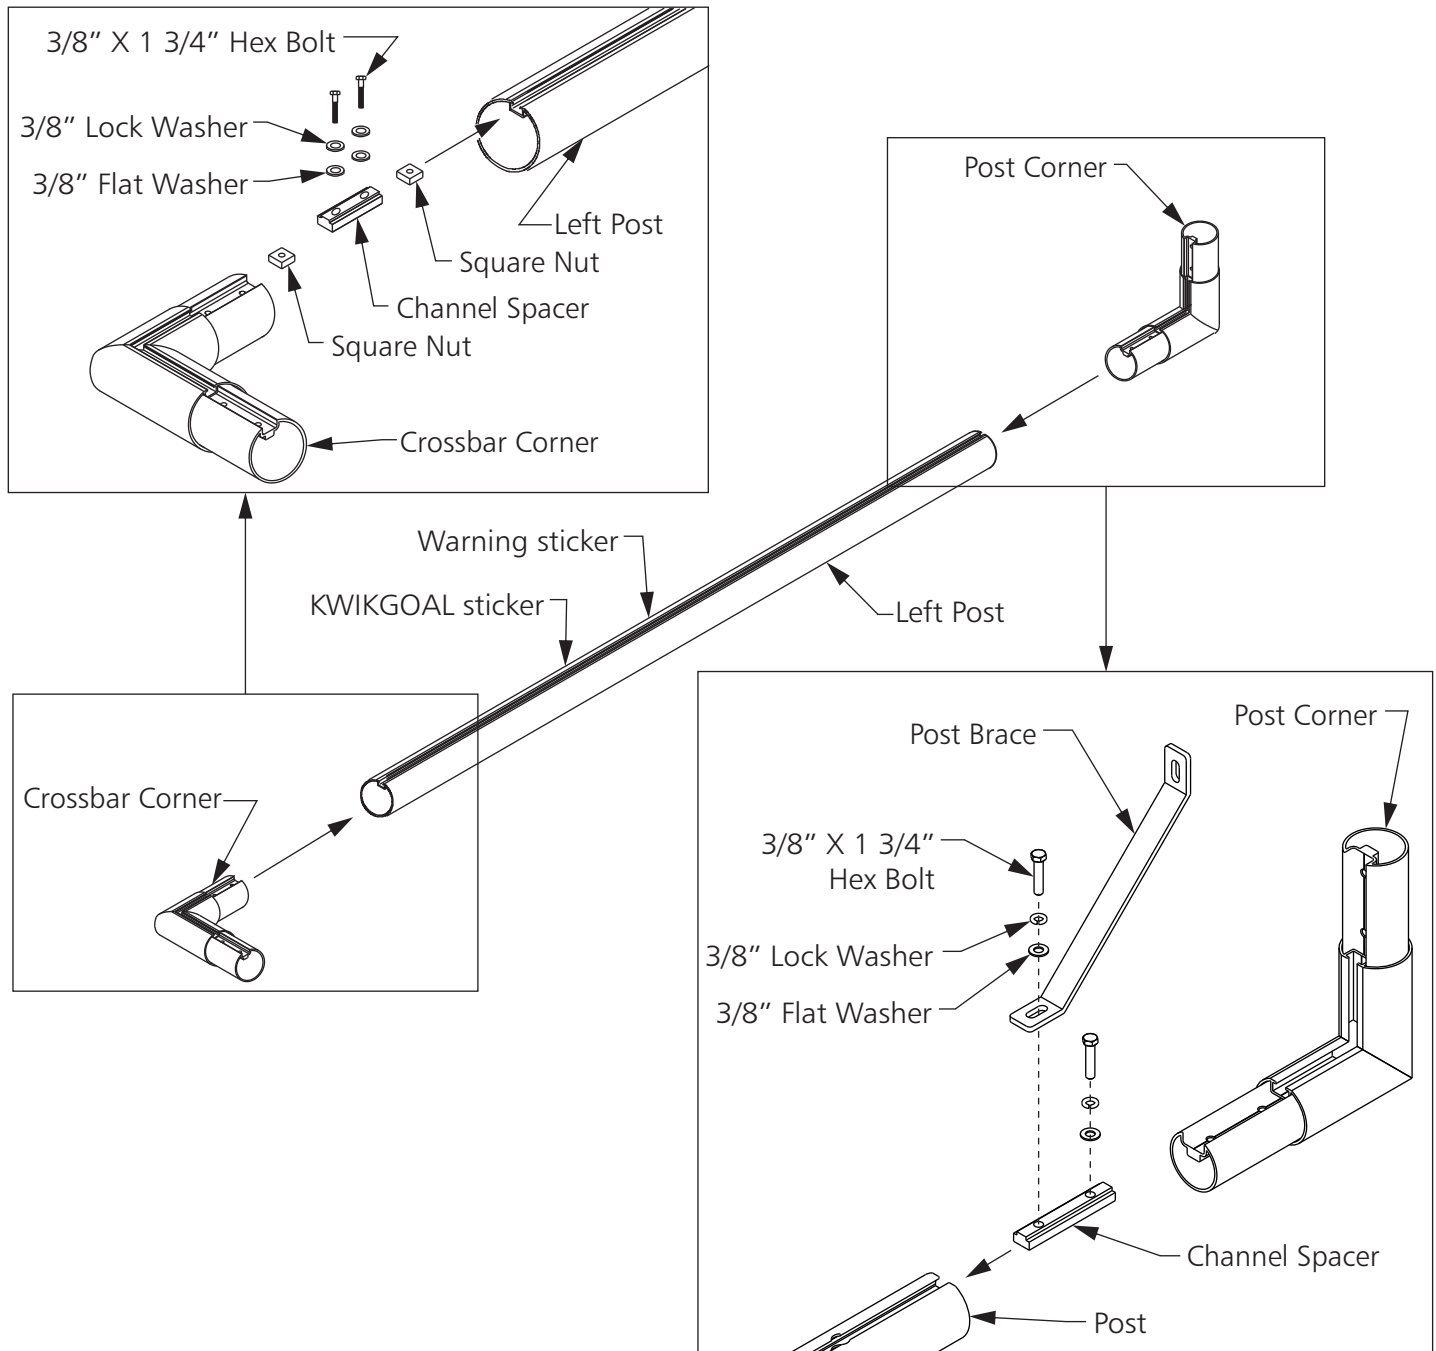 3/8” X 1 3/4” Hex Bolt
3/8” Lock Washer
3/8” Flat Washer
Left Post
Square Nut
Channel Spacer
Square Nut
Crossbar Corner
Post Corner
Warning sticker
KWIKGOAL sticker
Left Post
Crossbar Corner
Post Brace
Post Corner
3/8” X 1 3/4”
Hex Bolt
3/8” Lock Washer
3/8” Flat Washer
Channel Spacer
Post